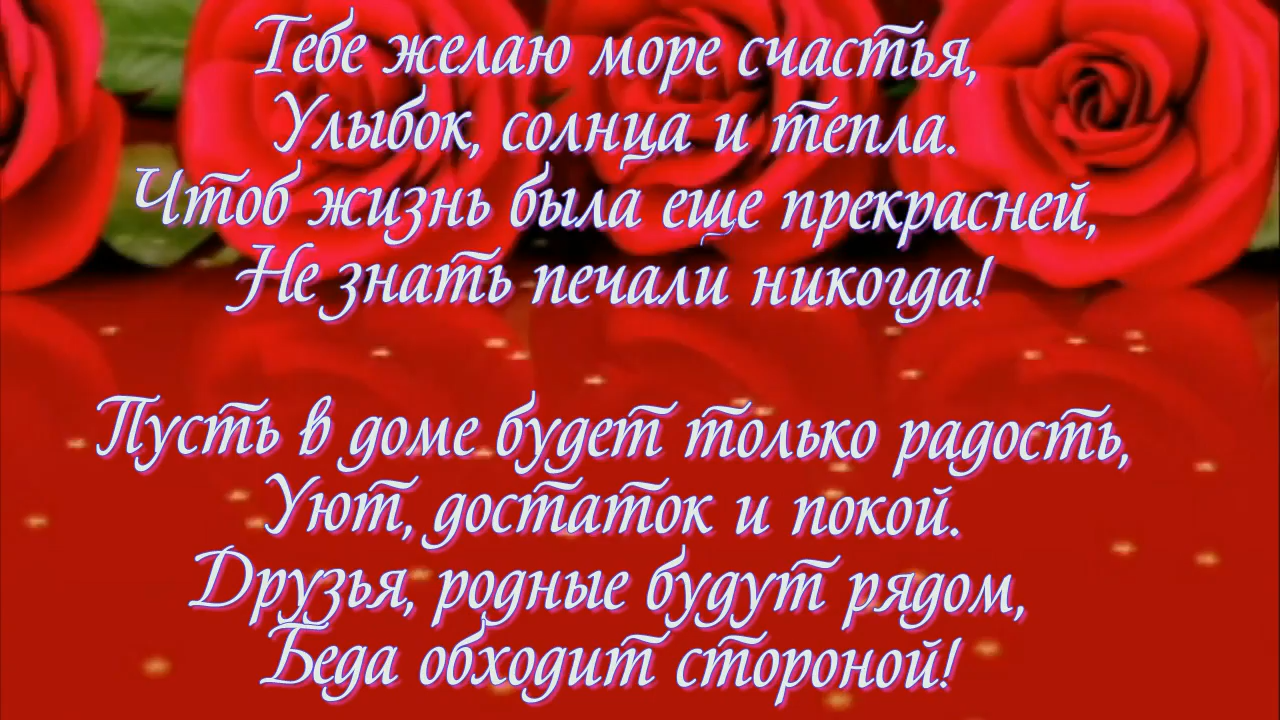 Тебе желаю море счастья,
Улыбок, солнца и тепла.
Чтоб жизнь была еще прекрасней,
Не знать печали никогда!
Пусть в доме будет только радость,
Уют, достаток и покой.
Друзья, родные будут рядом,
Беда обходит стороной!